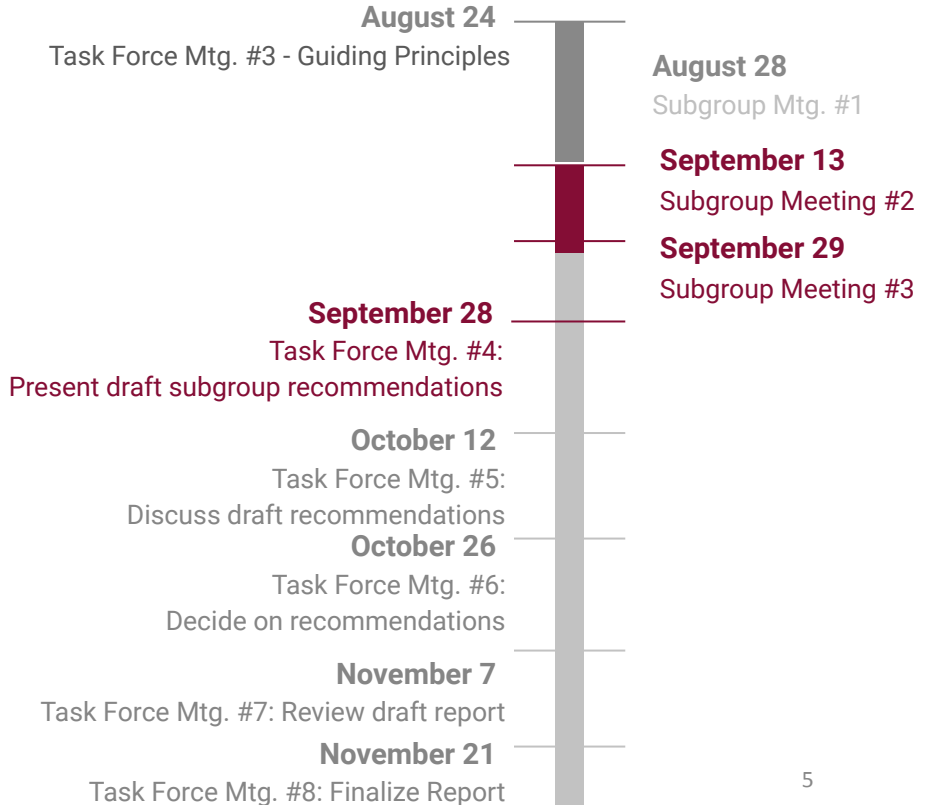 August 24
Task Force Mtg. #3 - Guiding Principles
August 28
Subgroup Mtg. #1
September 13
Subgroup Meeting #2
September 29
Subgroup Meeting #3
September 28
Task Force Mtg. #4:
Present draft subgroup recommendations
October 12
Task Force Mtg. #5:
Discuss draft recommendations
October 26
Task Force Mtg. #6:
Decide on recommendations
November 7
Task Force Mtg. #7: Review draft report
November 21
Task Force Mtg. #8: Finalize Report
5